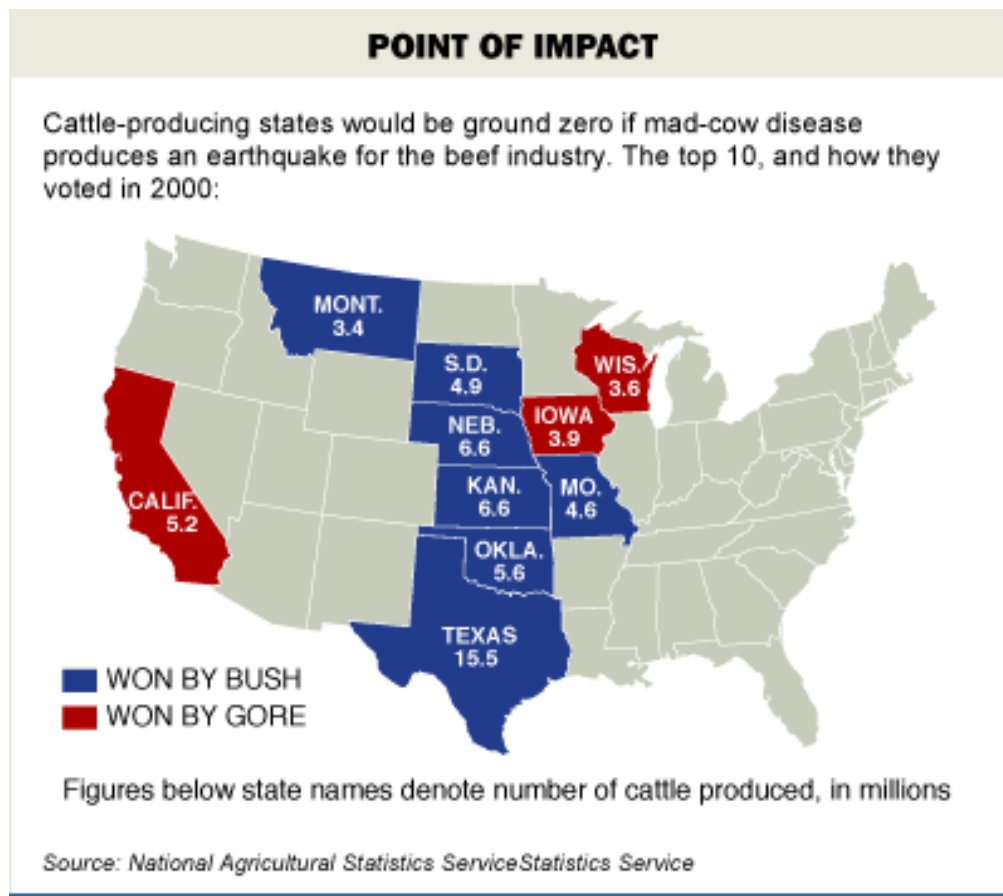 POINT OF IMPACT
Cattle-producing states would be ground zero if mad-cow disease
produces an earthquake for the beef industry. The top 10, and how they
voted in 2000:
MONT.
3.4
S.D.
4.9
WIS.
3.6
NEB.
6.6
IOWA
3.9
CALIF.
5.2
KAN.
6.6
MO.
4.6
OKLA.
5.6
TEXAS
15.5
WON BY BUSH
WON BY GORE
Figures below state names denote number of cattle produced, in millions
Source: National Agricultural Statistics ServiceStatistics Service